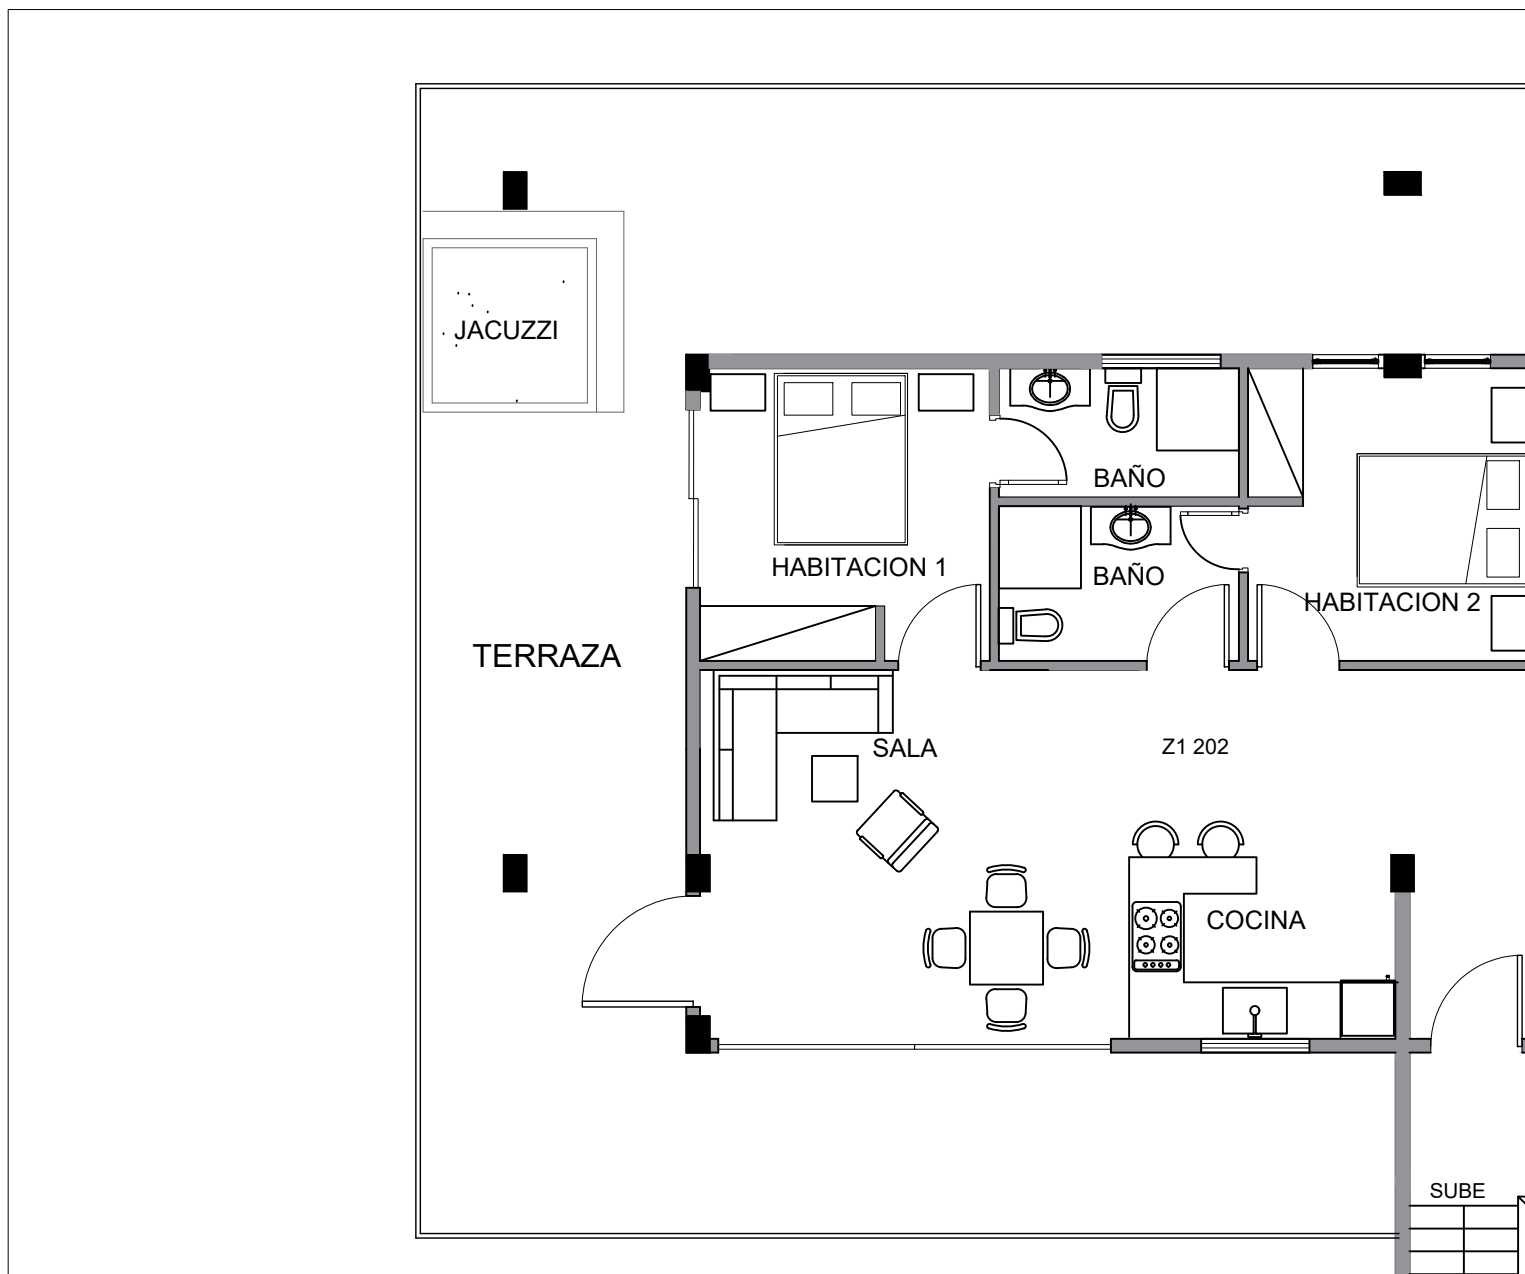 JACUZZI
BAÑO
HABITACION 1
BAÑO
HABITACION 2
TERRAZA
SALA
Z1 202
COCINA
SUBE